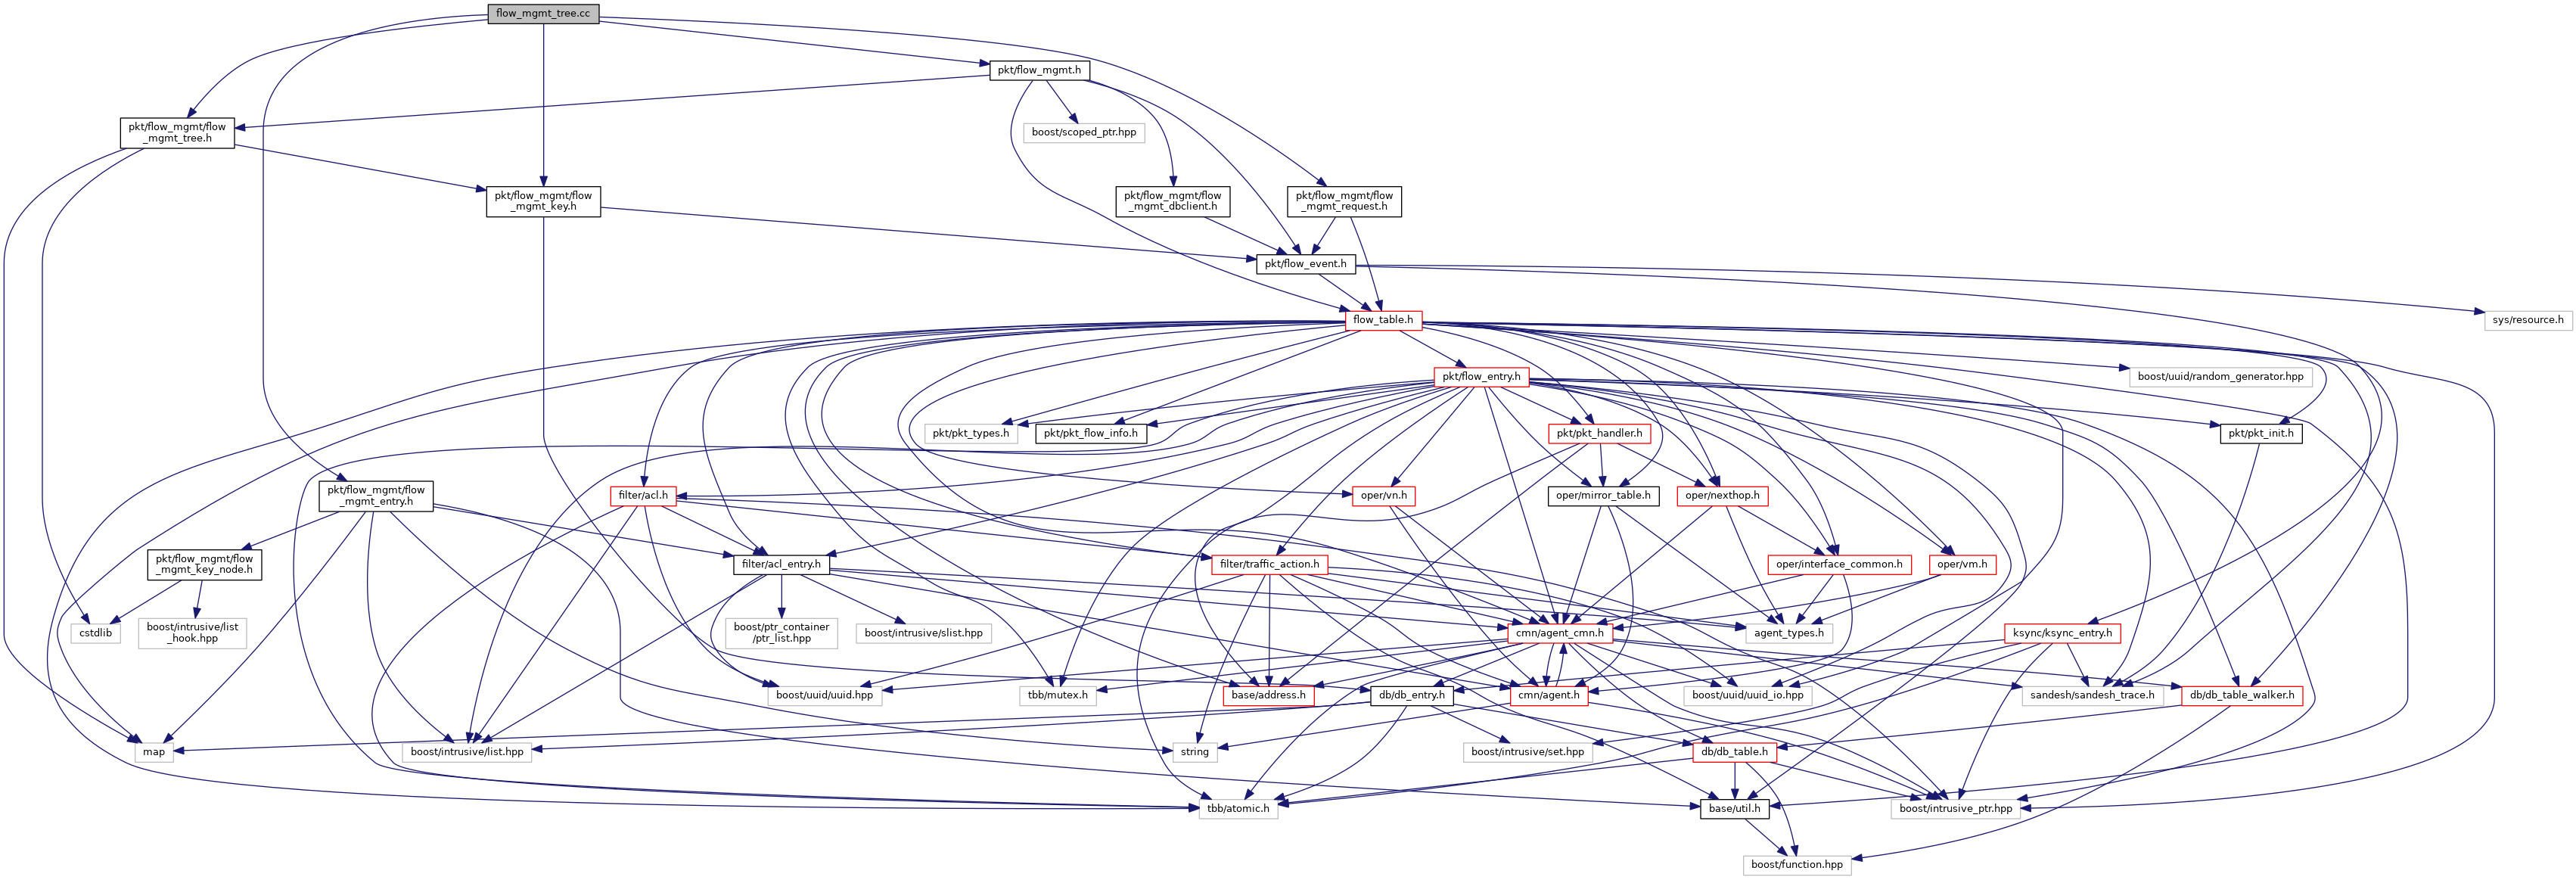 flow_mgmt_tree.cc
pkt/flow_mgmt.h
pkt/flow_mgmt/flow
_mgmt_tree.h
boost/scoped_ptr.hpp
pkt/flow_mgmt/flow
_mgmt_key.h
pkt/flow_mgmt/flow
_mgmt_dbclient.h
pkt/flow_mgmt/flow
_mgmt_request.h
pkt/flow_event.h
flow_table.h
sys/resource.h
pkt/flow_entry.h
boost/uuid/random_generator.hpp
pkt/pkt_types.h
pkt/pkt_flow_info.h
pkt/pkt_handler.h
pkt/pkt_init.h
pkt/flow_mgmt/flow
_mgmt_entry.h
filter/acl.h
oper/vn.h
oper/mirror_table.h
oper/nexthop.h
pkt/flow_mgmt/flow
_mgmt_key_node.h
filter/acl_entry.h
filter/traffic_action.h
oper/interface_common.h
oper/vm.h
cstdlib
boost/intrusive/list
_hook.hpp
boost/ptr_container
/ptr_list.hpp
boost/intrusive/slist.hpp
cmn/agent_cmn.h
agent_types.h
ksync/ksync_entry.h
boost/uuid/uuid.hpp
tbb/mutex.h
base/address.h
db/db_entry.h
cmn/agent.h
boost/uuid/uuid_io.hpp
sandesh/sandesh_trace.h
db/db_table_walker.h
map
boost/intrusive/list.hpp
string
boost/intrusive/set.hpp
db/db_table.h
tbb/atomic.h
base/util.h
boost/intrusive_ptr.hpp
boost/function.hpp